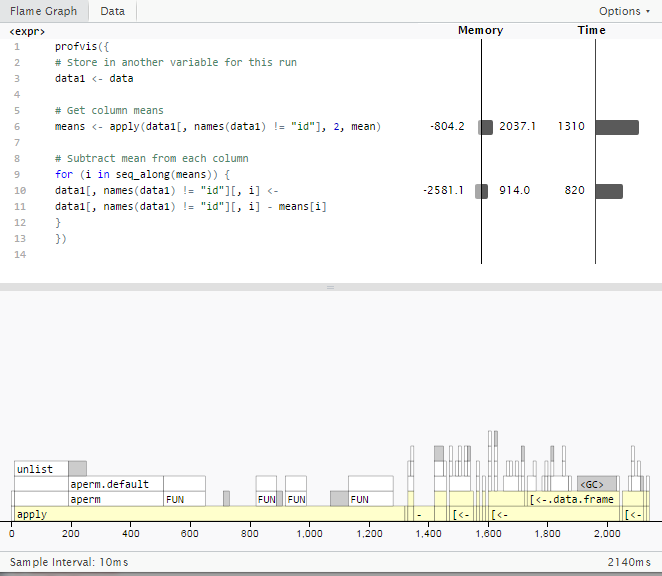 Flame Graph Data Options ▾
<expr> Memory Time
1 profvis({
2 # Store in another variable for this run
3 data1 <- data
4
5 # Get column means
6 means <- apply(data1[, names(data1) != "id"], 2, mean) -804.2 2037.1 1310
7
8 # Subtract mean from each column
9 for (i in seq_along(means)) {
10 data1[, names(data1) != "id"][, i] <- -2581.1 914.0 820
11 data1[, names(data1) != "id"][, i] - means[i]
12 }
13 })
14
unlist
aperm.default <GC>
aperm FUN FUN FUN FUN [<-.data.frame
apply - [<- [<- [<-
0 200 400 600 800 1,000 1,200 1,400 1,600 1,800 2,000
Sample Interval: 10ms 2140ms